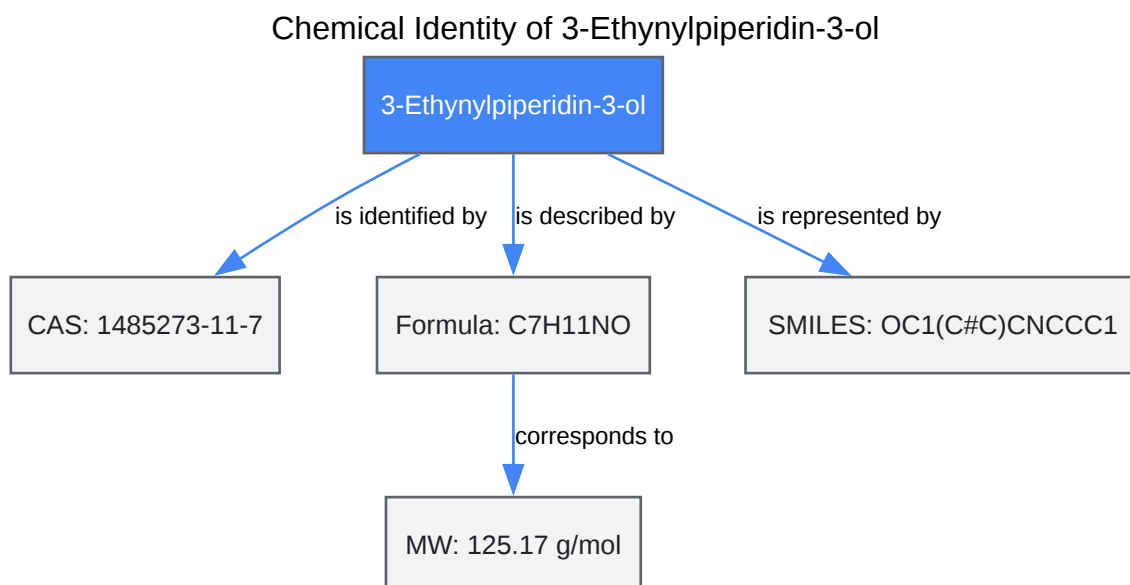 Chemical Identity of 3-Ethynylpiperidin-3-ol
3-Ethynylpiperidin-3-ol
is identified by
is described by
is represented by
CAS: 1485273-11-7
Formula: C7H11NO
SMILES: OC1(C#C)CNCCC1
corresponds to
MW: 125.17 g/mol